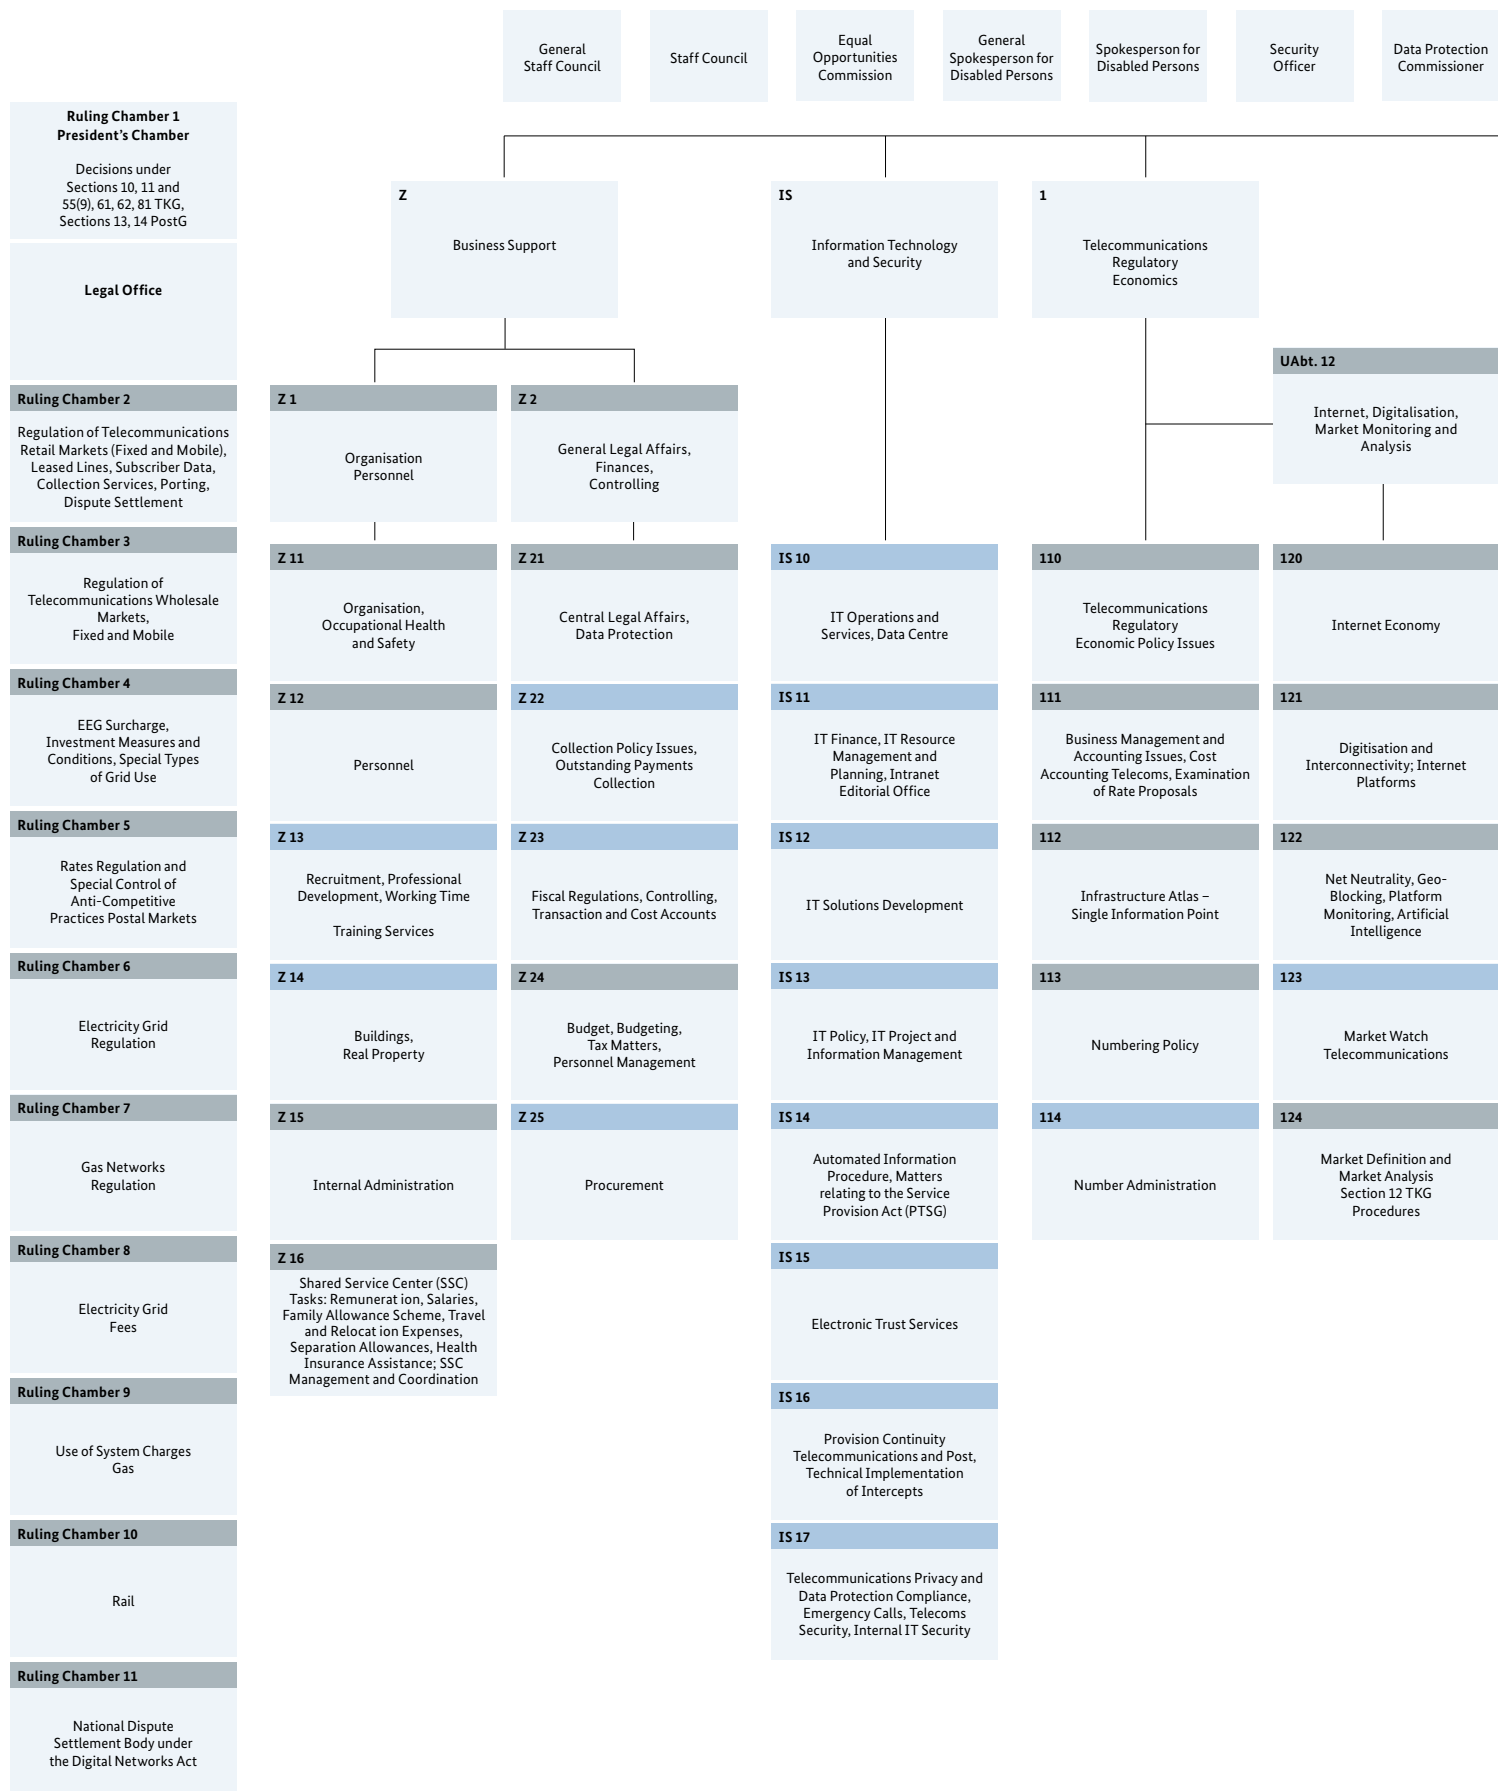 General
Staff Council
Staff Council
Equal
Opportunities
Commission
General
Spokesperson for
Disabled Persons
Spokesperson for
Disabled Persons
Security
Officer
Data Protection
Commissioner
Ruling Chamber 1
President's Chamber
Decisions under
Sections 10, 11 and
55(9), 61, 62, 81 TKG,
Sections 13, 14 PostG
Legal Office
Ruling Chamber 2
Regulation of Telecommunications
Retail Markets (Fixed and Mobile),
Leased Lines, Subscriber Data,
Collection Services, Porting,
Dispute Settlement
Ruling Chamber 3
Regulation of
Telecommunications Wholesale
Markets,
Fixed and Mobile
Ruling Chamber 4
EEG Surcharge,
Investment Measures and
Conditions, Special Types
of Grid Use
Ruling Chamber 5
Rates Regulation and
Special Control of
Anti-Competitive
Practices Postal Markets
Ruling Chamber 6
Electricity Grid
Regulation
Ruling Chamber 7
Gas Networks
Regulation
Ruling Chamber 8
Electricity Grid
Fees
Ruling Chamber 9
Use of System Charges
Gas
Ruling Chamber 10
Rail
Ruling Chamber 11
National Dispute
Settlement Body under
the Digital Networks Act
Z
Business Support
Z 1
Organisation
Personnel
Z 11
Organisation,
Occupational Health
and Safety
Z 12
Personnel
Z 13
Recruitment, Professional
Development, Working Time
Training Services
Z 14
Buildings,
Real Property
Z 15
Internal Administration
Z 16
Shared Service Center (SSC)
Tasks: Remunerat ion, Salaries,
Family Allowance Scheme, Travel
and Relocat ion Expenses,
Separation Allowances, Health
Insurance Assistance; SSC
Management and Coordination
Z 2
General Legal Affairs,
Finances,
Controlling
Z 21
Central Legal Affairs,
Data Protection
Z 22
Collection Policy Issues,
Outstanding Payments
Collection
Z 23
Fiscal Regulations, Controlling,
Transaction and Cost Accounts
Z 24
Budget, Budgeting,
Tax Matters,
Personnel Management
Z 25
Procurement
IS
Information Technology
and Security
IS 10
IT Operations and
Services, Data Centre
IS 11
IT Finance, IT Resource
Management and
Planning, Intranet
Editorial Office
IS 12
IT Solutions Development
IS 13
IT Policy, IT Project and
Information Management
IS 14
Automated Information
Procedure, Matters
relating to the Service
Provision Act (PTSG)
IS 15
Electronic Trust Services
IS 16
Provision Continuity
Telecommunications and Post,
Technical Implementation
of Intercepts
IS 17
Telecommunications Privacy and
Data Protection Compliance,
Emergency Calls, Telecoms
Security, Internal IT Security
1
Telecommunications
Regulatory
Economics
110
Telecommunications
Regulatory
Economic Policy Issues
111
Business Management and
Accounting Issues, Cost
Accounting Telecoms, Examination
of Rate Proposals
112
Infrastructure Atlas –
Single Information Point
113
Numbering Policy
114
Number Administration
UAbt. 12
Internet, Digitalisation,
Market Monitoring and
Analysis
120
Internet Economy
121
Digitisation and
Interconnectivity; Internet
Platforms
122
Net Neutrality, Geo-
Blocking, Platform
Monitoring, Artificial
Intelligence
123
Market Watch
Telecommunications
124
Market Definition and
Market Analysis
Section 12 TKG
Procedures